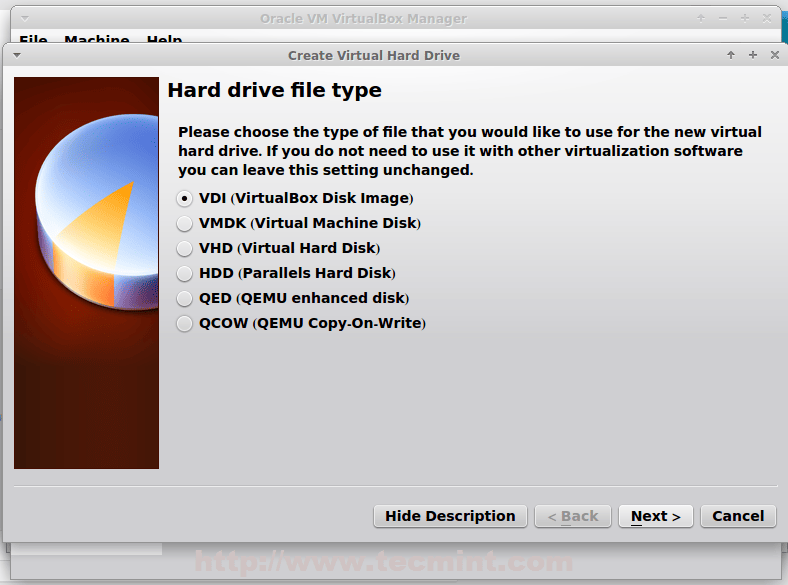 Oracle VM VirtualBox Manager
File Machine Help
Create Virtual Hard Drive
Hard drive file type
Please choose the type of file that you would like to use for the new virtual
hard drive. If you do not need to use it with other virtualization software
you can leave this setting unchanged.
VDI (VirtualBox Disk Image)
VMDK (Virtual Machine Disk)
VHD (Virtual Hard Disk)
HDD (Parallels Hard Disk)
QED (QEMU enhanced disk)
QCOW (QEMU Copy-On-Write)
Hide Description < Back Next > Cancel
http://www.tecmint.com